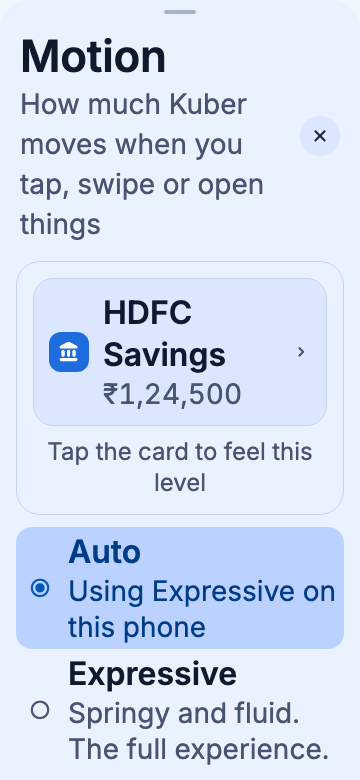 Motion
How much Kuber
moves when you
tap, swipe or open
things
HDFC
Savings
₹1,24,500
Tap the card to feel this
level
Auto
Using Expressive on
this phone
Expressive
Springy and fluid.
The full experience.